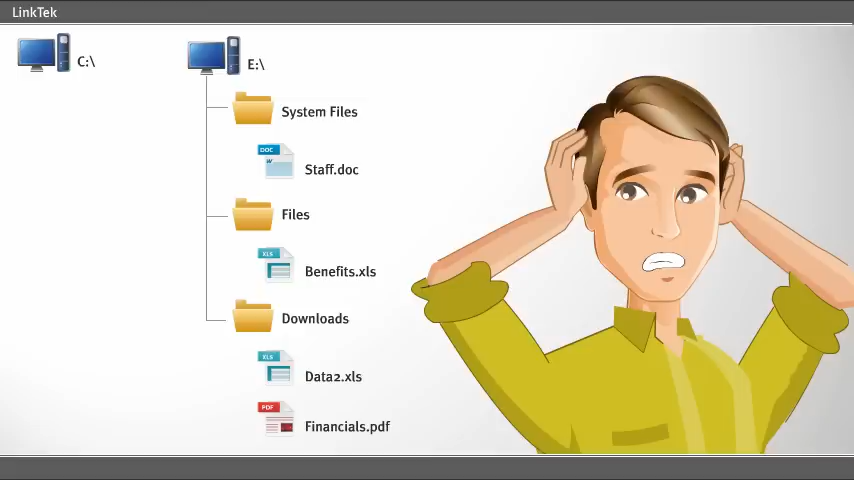 LinkTek
C:\
E:\
System Files
DOC
W
Staff.doc
Files
XLS
Benefits.xls
Downloads
XLS
Data2.xls
PDF
Financials.pdf